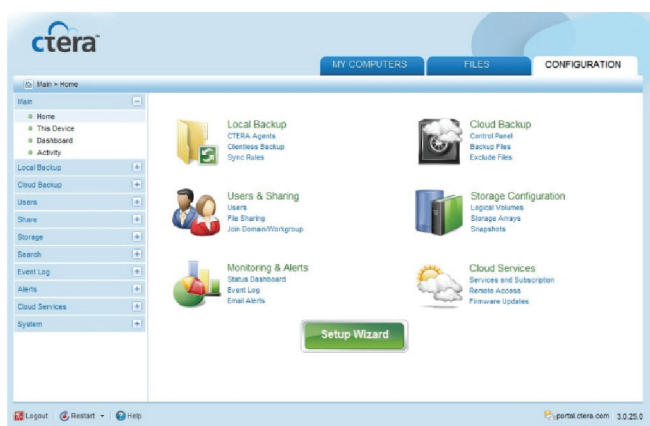 ctera™
MY COMPUTERS
FILES
CONFIGURATION
Main > Home
Main
Home
This Device
Dashboard
Activity
Local Backup
Cloud Backup
Users
Share
Storage
Search
Event Log
Alerts
Cloud Services
System
Local Backup
CTERA Agents
Clientless Backup
Sync Rules
Cloud Backup
Control Panel
Backup Files
Exclude Files
Users & Sharing
Users
File Sharing
Join Domain/Workgroup
Storage Configuration
Logical Volumes
Storage Arrays
Snapshots
Monitoring & Alerts
Status Dashboard
Event Log
Email Alerts
Cloud Services
Services and Subscription
Remote Access
Firmware Updates
Setup Wizard
Logout Restart Help
portal.ctera.com 3.0.25.0